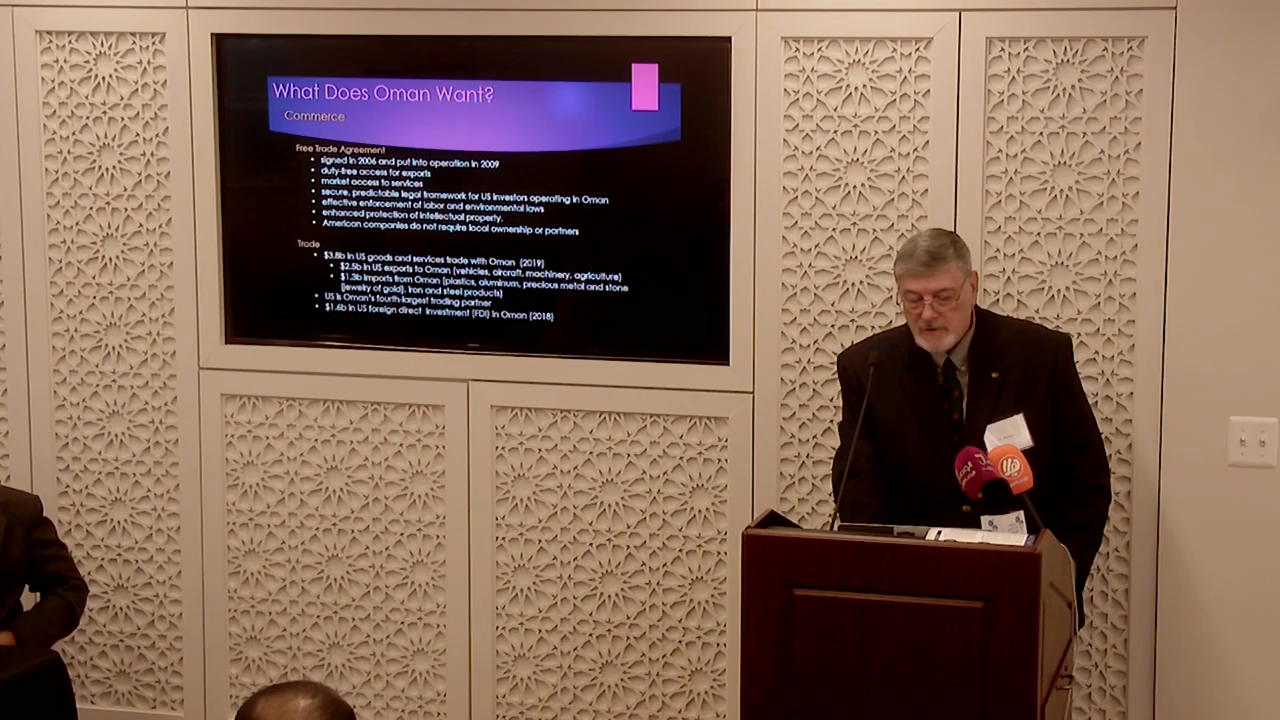 What Does Oman Want?
Commerce
Free Trade Agreement
• signed in 2006 and put into operation in 2009
• duty-free access for exports
• market access to services
• secure, predictable legal framework for US investors operating in Oman
• effective enforcement of labor and environmental laws
• enhanced protection of intellectual property.
• American companies do not require local ownership or partners
Trade
• $3.8b in US goods and services trade with Oman (2019)
• $2.5b in US exports to Oman (vehicles, aircraft, machinery, agriculture)
• $1.3b imports from Oman (plastics, aluminum, precious metal and stone
(jewelry of gold), iron and steel products)
• US is Oman's fourth-largest trading partner
• $1.6b in US foreign direct investment (FDI) in Oman (2018)